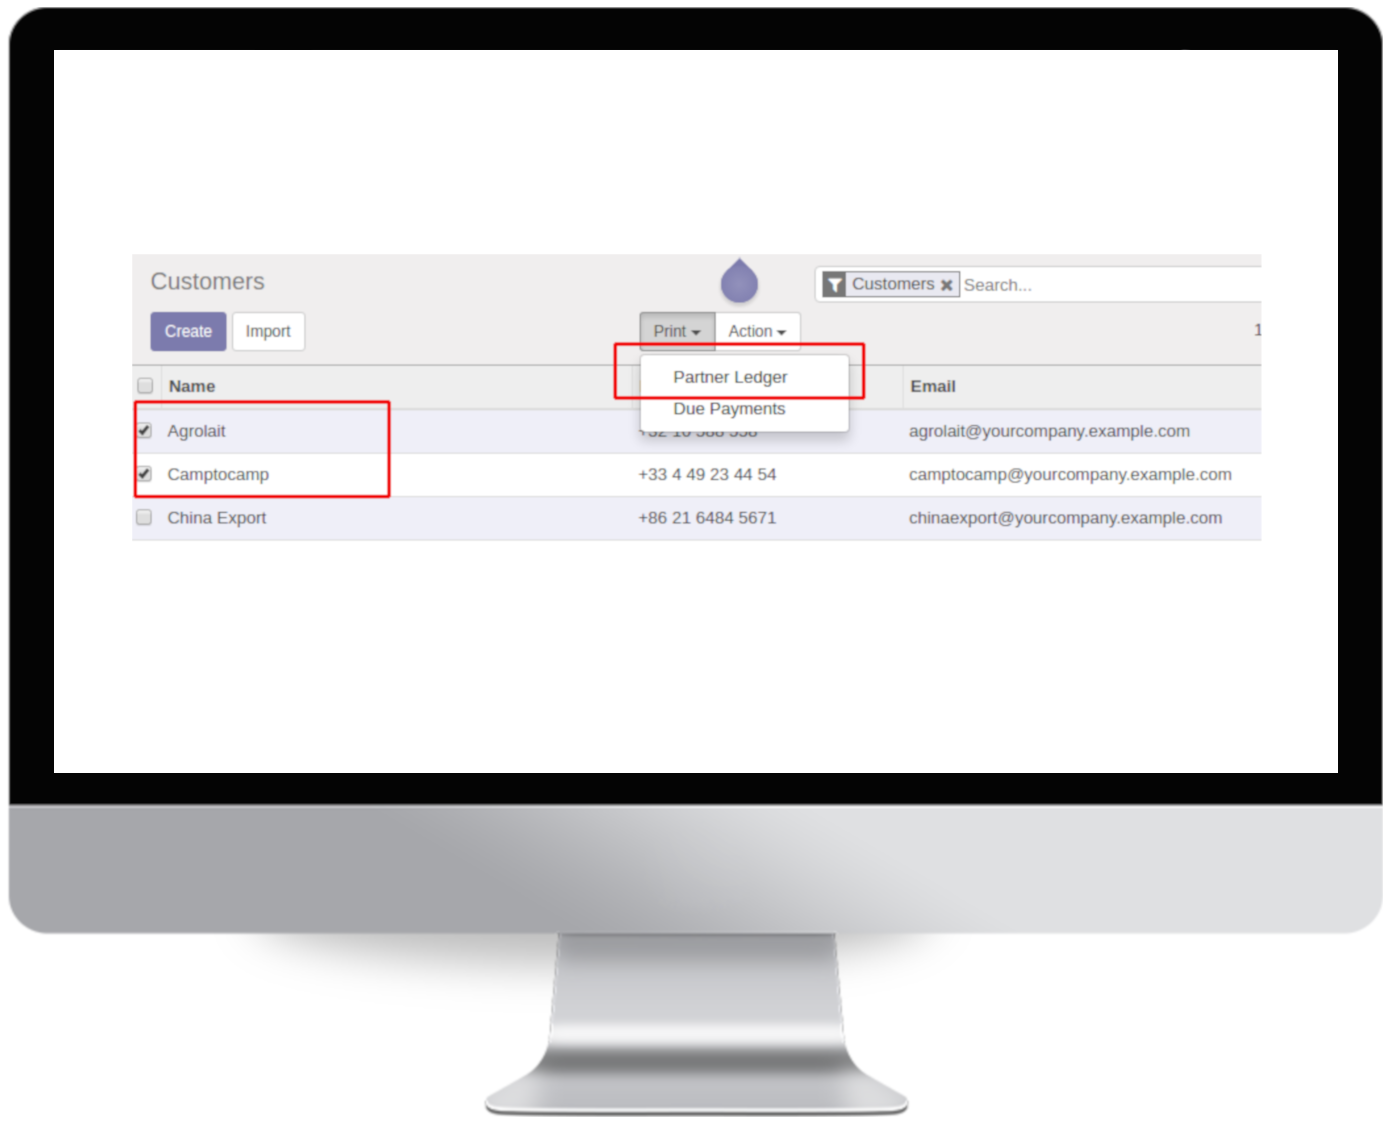 Customers
Customers Search...
Create Import Print Action 1
Partner Ledger
Name Email
Due Payments
Agrolait agrolait@yourcompany.example.com
Camptocamp +33 4 49 23 44 54 camptocamp@yourcompany.example.com
China Export +86 21 6484 5671 chinaexport@yourcompany.example.com